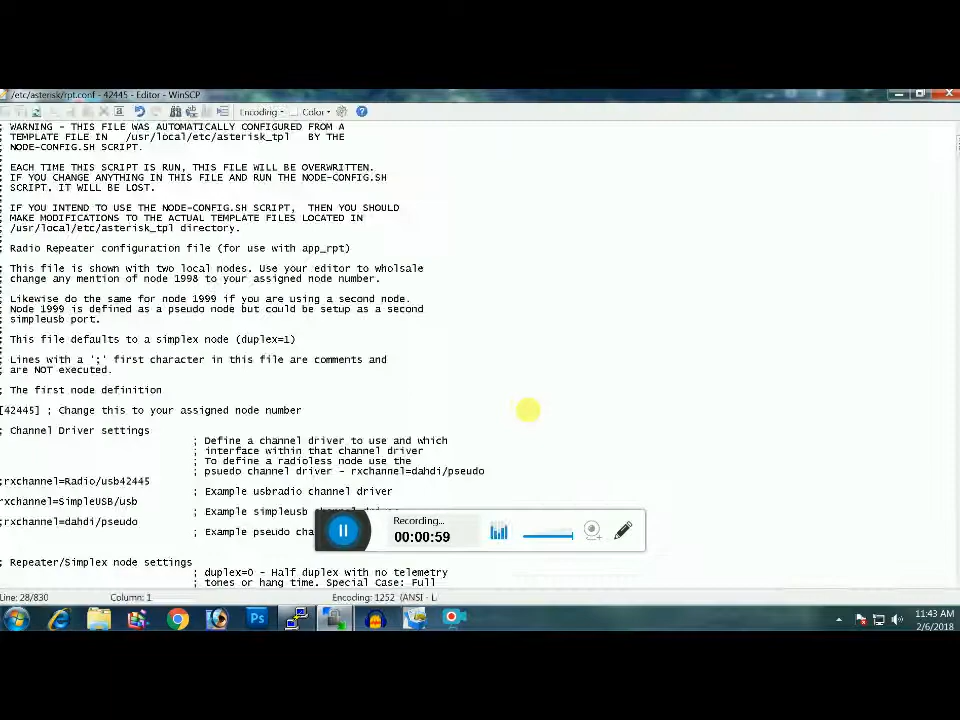 /etc/asterisk/rpt.conf - 42445 - Editor - WinSCP
Encoding
Color
; WARNING - THIS FILE WAS AUTOMATICALLY CONFIGURED FROM A
; TEMPLATE FILE IN /usr/local/etc/asterisk_tpl BY THE
; NODE-CONFIG.SH SCRIPT.
; EACH TIME THIS SCRIPT IS RUN, THIS FILE WILL BE OVERWRITTEN.
; IF YOU CHANGE ANYTHING IN THIS FILE AND RUN THE NODE-CONFIG.SH
; SCRIPT. IT WILL BE LOST.
; IF YOU INTEND TO USE THE NODE-CONFIG.SH SCRIPT, THEN YOU SHOULD
; MAKE MODIFICATIONS TO THE ACTUAL TEMPLATE FILES LOCATED IN
; /usr/local/etc/asterisk_tpl directory.
; Radio Repeater configuration file (for use with app_rpt)
; This file is shown with two local nodes. Use your editor to wholsale
; change any mention of node 1998 to your assigned node number.
; Likewise do the same for node 1999 if you are using a second node.
; Node 1999 is defined as a pseudo node but could be setup as a second
; simpleusb port.
; This file defaults to a simplex node (duplex=1)
; Lines with a ';' first character in this file are comments and
; are NOT executed.
; The first node definition
[42445] ; Change this to your assigned node number
; Channel Driver settings
; Define a channel driver to use and which
; interface within that channel driver
; To define a radioless node use the
; psuedo channel driver - rxchannel=dahdi/pseudo
;rxchannel=Radio/usb42445
; Example usbradio channel driver
rxchannel=SimpleUSB/usb
; Example simpleusb
;rxchannel=dahdi/pseudo
; Example pseudo
; Repeater/Simplex node settings
; duplex=0 - Half duplex with no telemetry
; tones or hang time. Special Case: Full
Recording...
00:00:59
Line: 28/830
Column: 1
Encoding: 1252 (ANSI - L
Ps
11:43 AM
2/6/2018